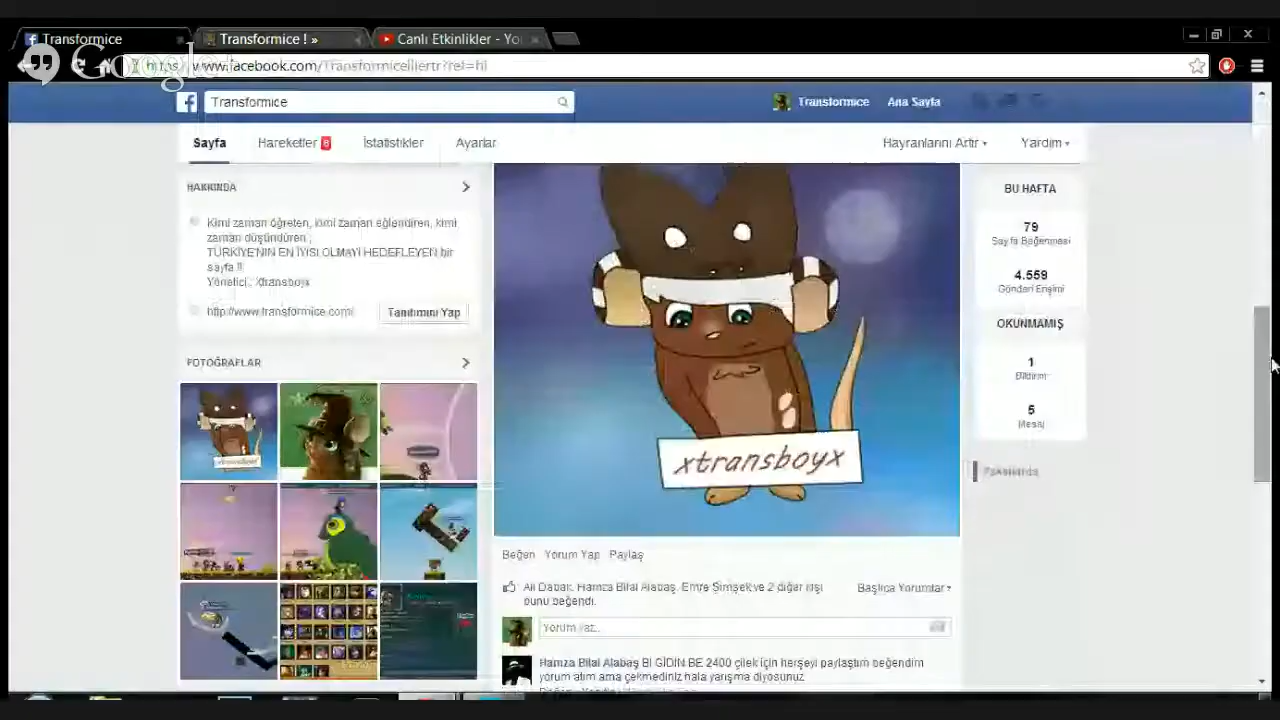 Transformice
Transformice ! »
Canlı Etkinlikler - Yo
Google
www.facebook.com/Transformicelliertr?ref=hl
Transformice
Transformice
Ana Sayfa
Sayfa
Hareketler 8
İstatistikler
Ayarlar
Hayranlarını Artır
Yardım
HAKKINDA
Kimi zaman öğreten, kimi zaman eğlendiren, kimi
zaman düşündüren ,
TÜRKİYE'NİN EN İYİSİ OLMAYI HEDEFLEYEN bir
sayfa !!
Yönetici : Xtransboyx
http://www.transformice.com/
Tanıtımını Yap
FOTOĞRAFLAR
xtransboyx
BU HAFTA
79
Sayfa Beğenmesi
4.559
Gönderi Erişimi
OKUNMAMIŞ
1
Bildirim
5
Mesaj
Yakınlarda
Beğen Yorum Yap Paylaş
Ali Dabak, Hamza Bilal Alabaş, Emre Şimşek ve 2 diğer kişi
bunu beğendi.
Başlıca Yorumlar
Yorum Yaz...
Hamza Bilal Alabaş Bİ GİDİN BE 2400 çilek için herşeyi paylaştım beğendim
yorum atım ama çekmediniz hala yarışma diyosunuz